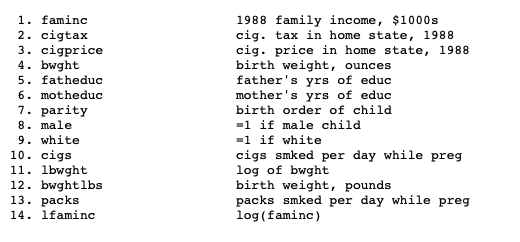 1. faminc 1988 family income, $1000s
2. cigtax cig. tax in home state, 1988
3. cigprice cig. price in home state, 1988
4. bwght birth weight, ounces
5. fatheduc father's yrs of educ
6. motheduc mother's yrs of educ
7. parity birth order of child
8. male =1 if male child
9. white =1 if white
10. cigs cigs smked per day while preg
11. lbwght log of bwght
12. bwghtlbs birth weight, pounds
13. packs packs smked per day while preg
14. lfaminc log(faminc)